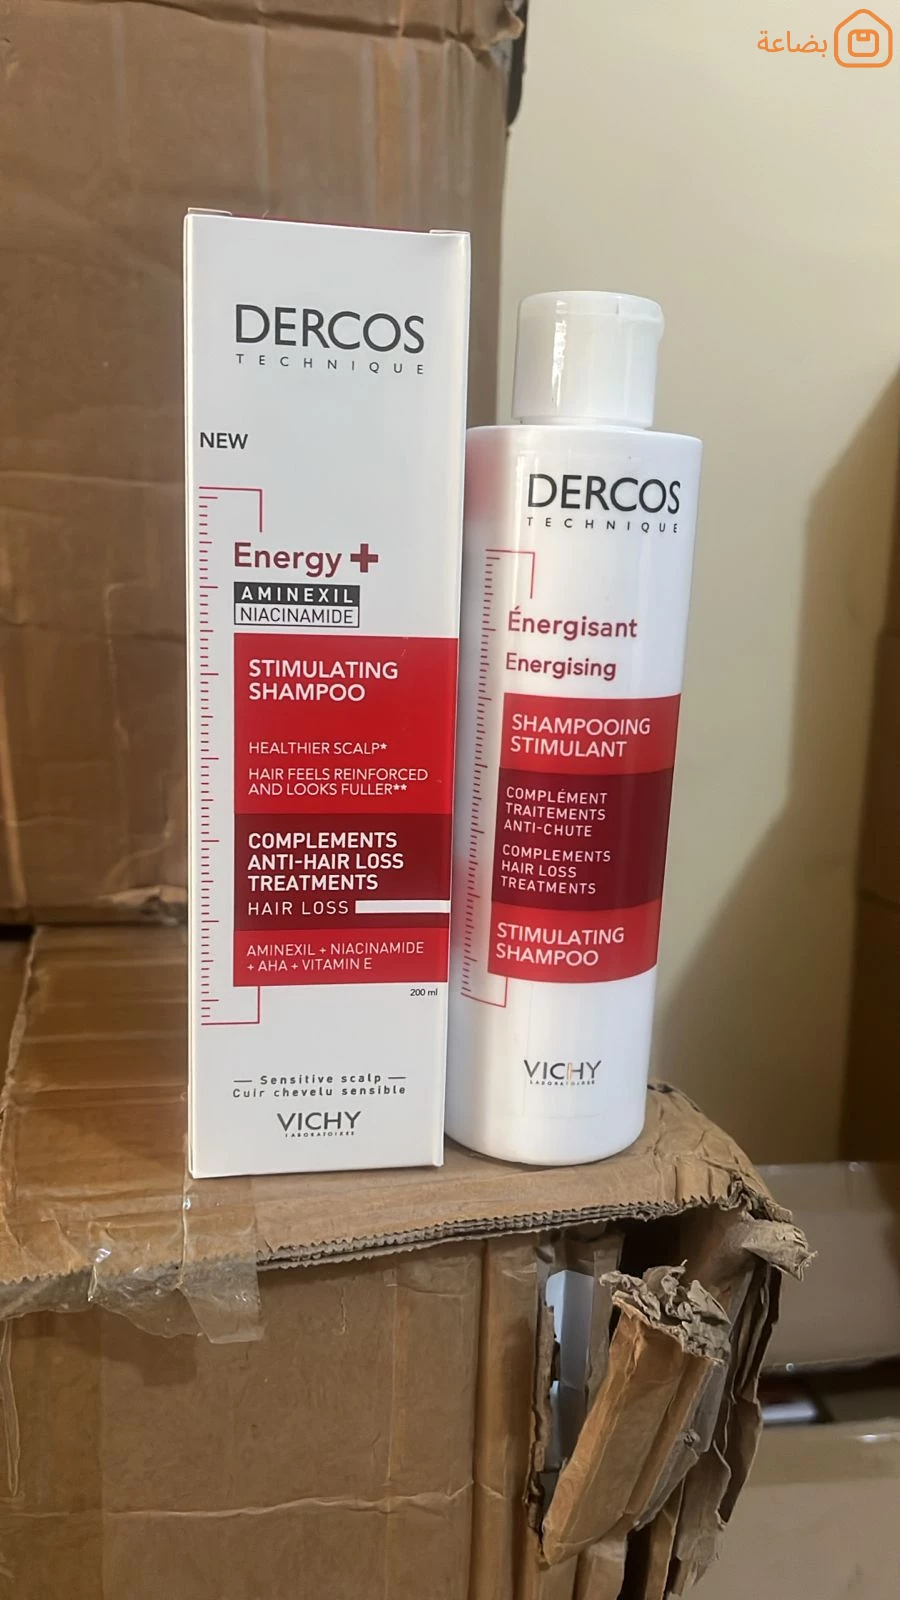 بضاعة
DERCOS
TECHNIQUE
NEW
Energy+
AMINEXIL
NIACINAMIDE
STIMULATING
SHAMPOO
HEALTHIER SCALP*
HAIR FEELS REINFORCED
AND LOOKS FULLER**
COMPLEMENTS
ANTI-HAIR LOSS
TREATMENTS
HAIR LOSS
AMINEXIL + NIACINAMIDE
+ AHA + VITAMIN E
200 ml
Sensitive scalp
Cuir chevelu sensible
VICHY
LABORATOIRES
DERCOS
TECHNIQUE
Énergisant
Energising
SHAMPOOING
STIMULANT
COMPLÉMENT
TRAITEMENTS
ANTI-CHUTE
COMPLEMENTS
HAIR LOSS
TREATMENTS
STIMULATING
SHAMPOO
VICHY
LABORATOIRES